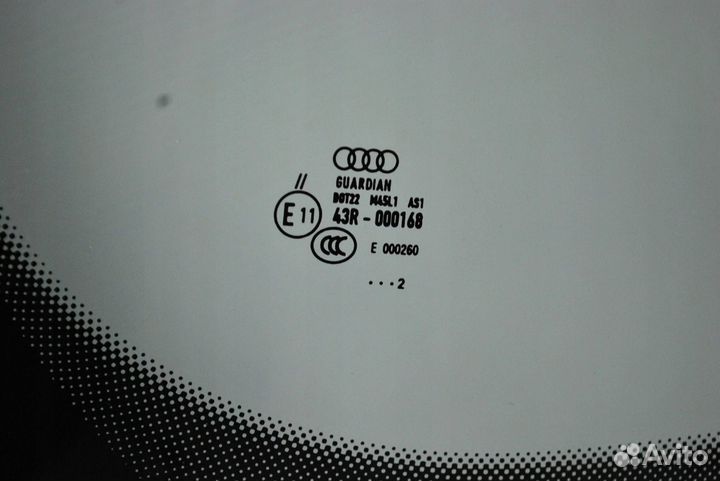 GUARDIAN
//
DOT22 M45L1 AS1
E 11
43R - 000168
CCC
E 000260
...2
Avito